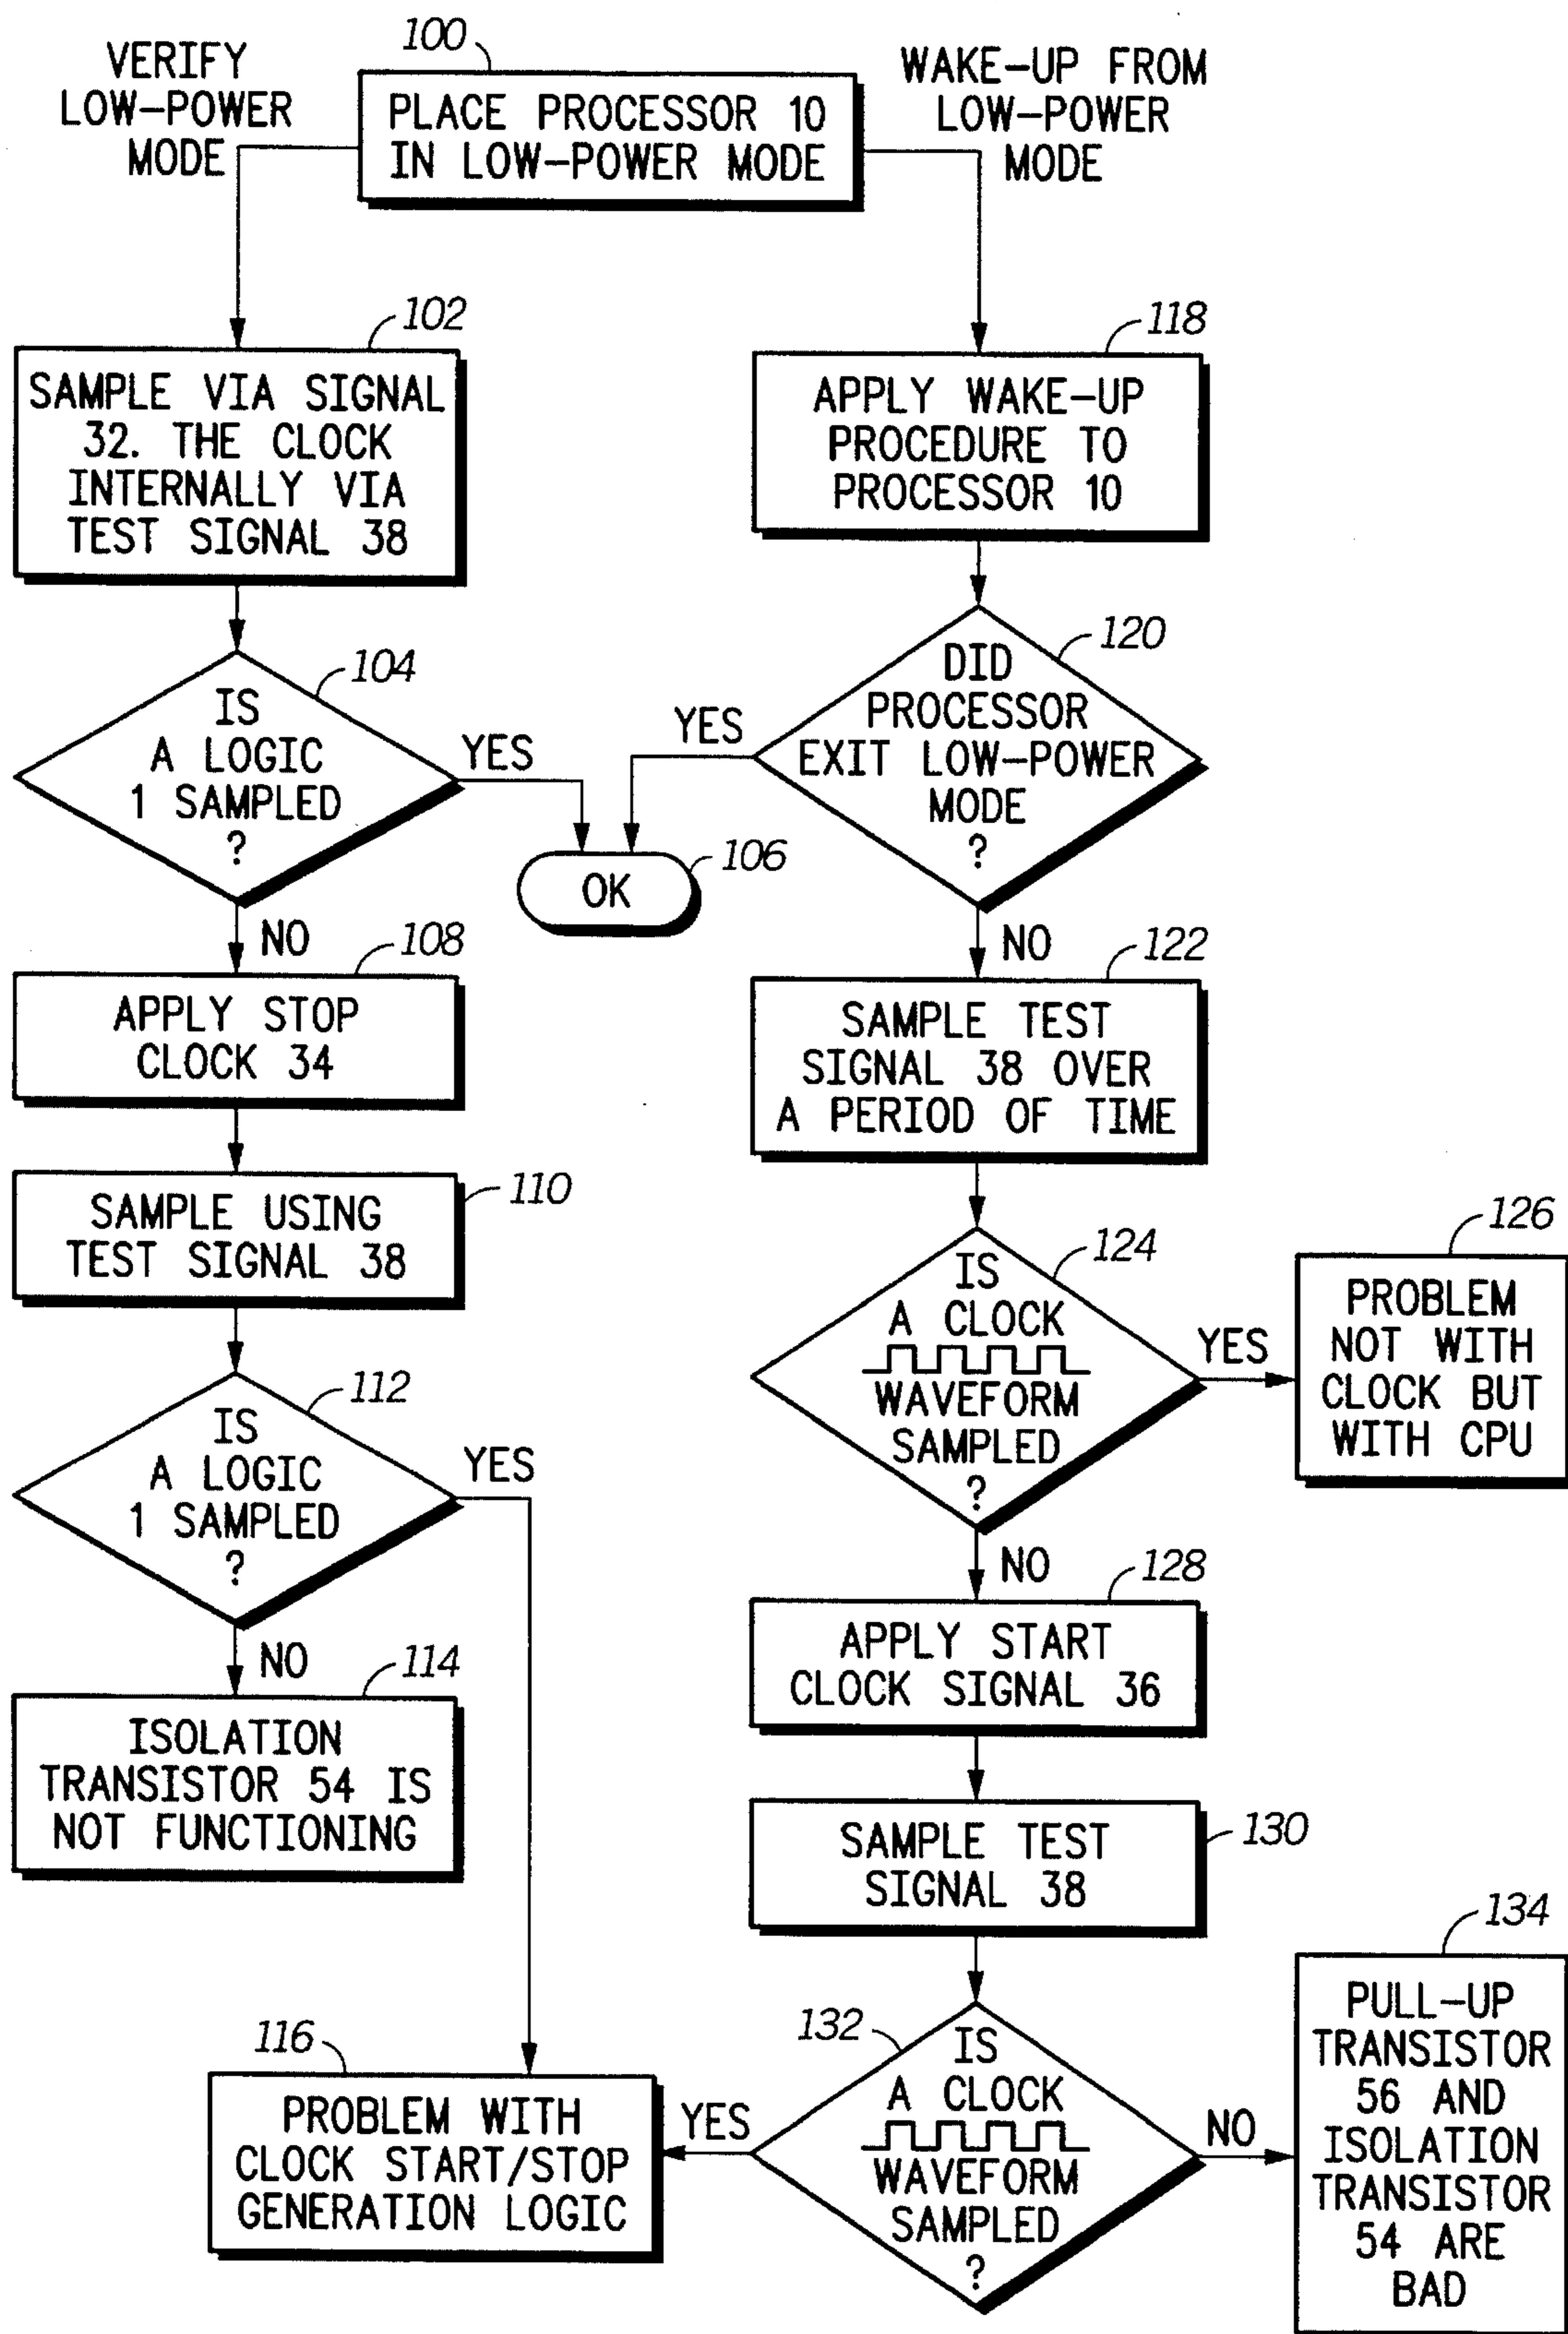 VERIFY
LOW-POWER
MODE
100
PLACE PROCESSOR 10
IN LOW-POWER MODE
WAKE-UP FROM
LOW-POWER
MODE
102
SAMPLE VIA SIGNAL
32. THE CLOCK
INTERNALLY VIA
TEST SIGNAL 38
118
APPLY WAKE-UP
PROCEDURE TO
PROCESSOR 10
104
IS
A LOGIC
1 SAMPLED
?
YES
120
DID
PROCESSOR
EXIT LOW-POWER
MODE
?
YES
106
OK
NO
108
APPLY STOP
CLOCK 34
NO
122
SAMPLE TEST
SIGNAL 38 OVER
A PERIOD OF TIME
110
SAMPLE USING
TEST SIGNAL 38
124
IS
A CLOCK
WAVEFORM
SAMPLED
?
YES
126
PROBLEM
NOT WITH
CLOCK BUT
WITH CPU
112
IS
A LOGIC
1 SAMPLED
?
YES
NO
128
APPLY START
CLOCK SIGNAL 36
NO
114
ISOLATION
TRANSISTOR 54 IS
NOT FUNCTIONING
130
SAMPLE TEST
SIGNAL 38
116
PROBLEM WITH
CLOCK START/STOP
GENERATION LOGIC
YES
132
IS
A CLOCK
WAVEFORM
SAMPLED
?
NO
134
PULL-UP
TRANSISTOR
56 AND
ISOLATION
TRANSISTOR
54 ARE
BAD